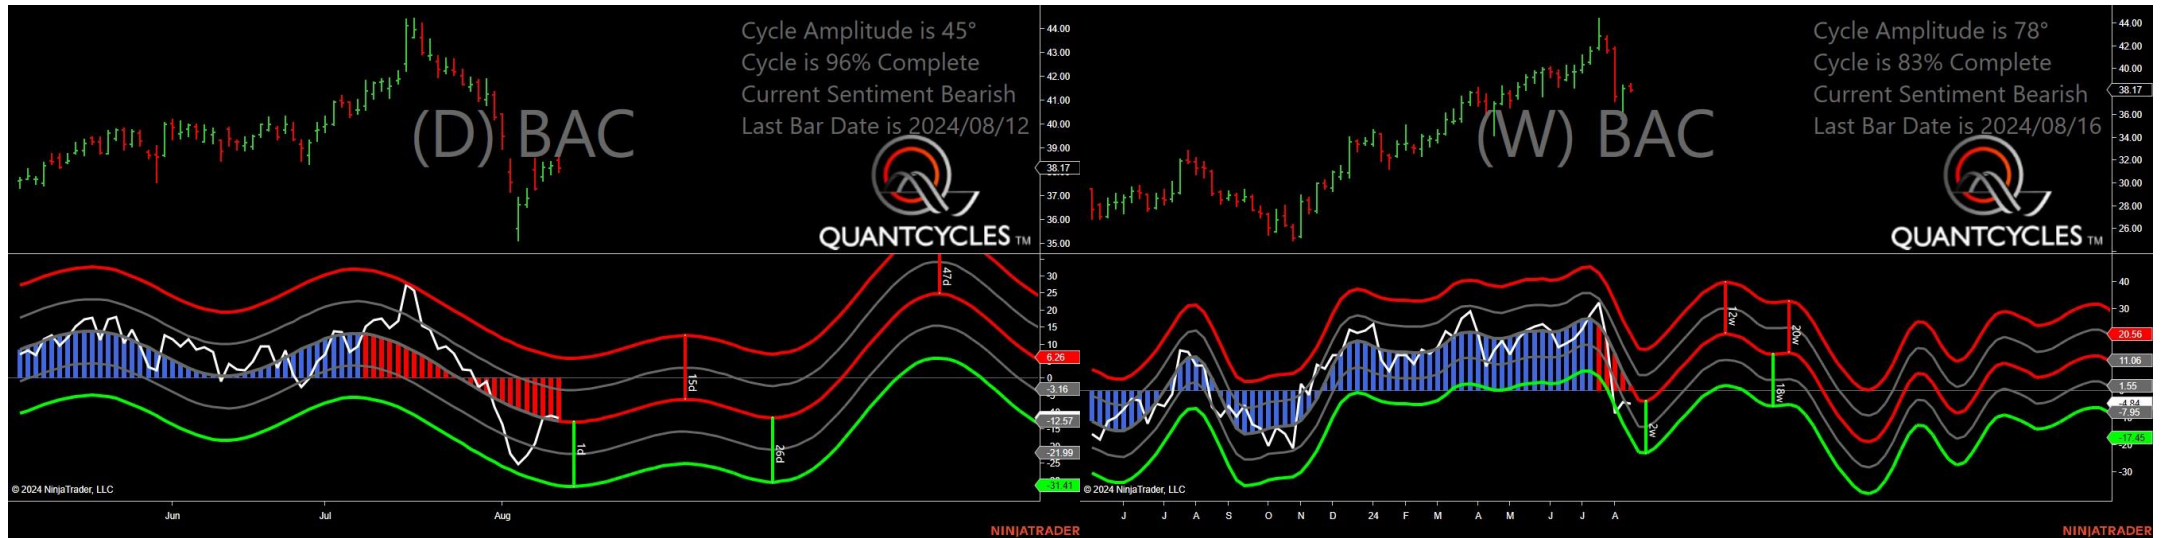 Cycle Amplitude is 45°
Cycle is 96% Complete
Current Sentiment Bearish
Last Bar Date is 2024/08/12
(D) BAC
QUANTCYCLES TM
44.00
43.00
42.00
41.00
40.00
39.00
38.17
37.00
36.00
35.00
47d
15d
1d
26d
30
25
20
15
10
6.26
0
-3.16
-12.57
-15
-21.99
-25
-31.41
© 2024 NinjaTrader, LLC
Jun
Jul
Aug
NINJATRADER
Cycle Amplitude is 78°
Cycle is 83% Complete
Current Sentiment Bearish
Last Bar Date is 2024/08/16
(W) BAC
QUANTCYCLES TM
44.00
42.00
40.00
38.17
36.00
34.00
32.00
30.00
28.00
26.00
12w
20w
18w
2w
40
30
20.56
11.06
1.55
-4.84
-7.95
-17.45
-20
-30
© 2024 NinjaTrader, LLC
J
J
A
S
O
N
D
24
F
M
A
M
J
J
A
NINJATRADER